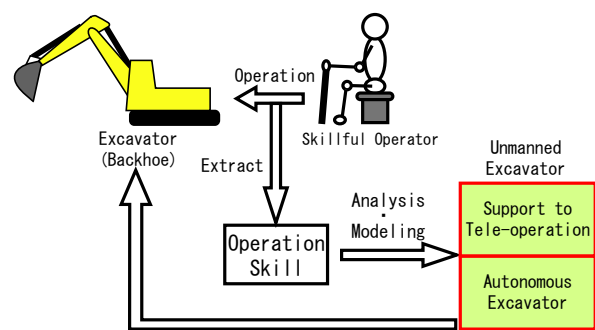 Operation
Excavator
(Backhoe)
Skillful Operator
Extract
Unmanned
Excavator
Analysis
・
Modeling
Operation
Skill
Support to
Tele-operation
Autonomous
Excavator